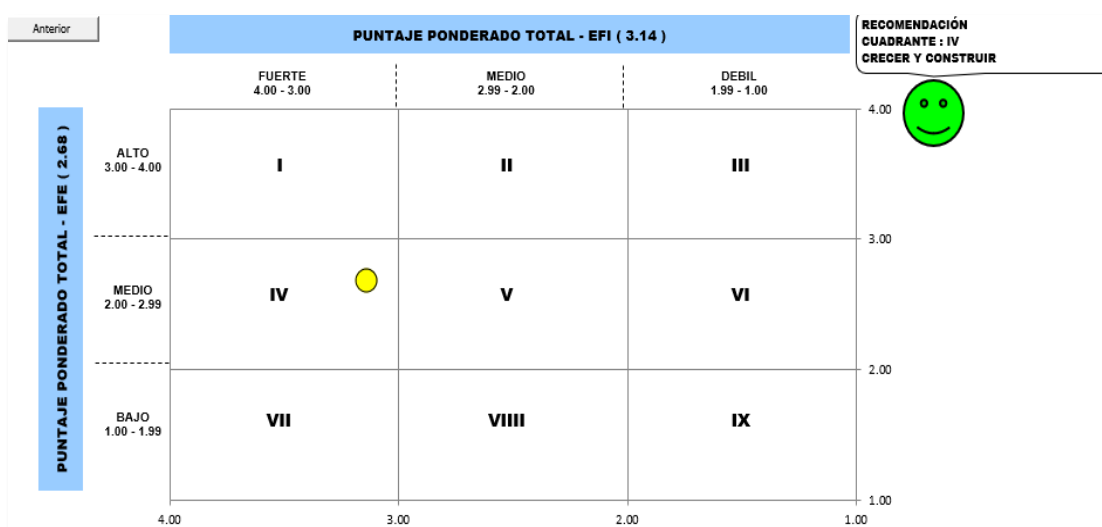 Anterior
PUNTAJE PONDERADO TOTAL - EFI ( 3.14 )
RECOMENDACIÓN
CUADRANTE : IV
CRECER Y CONSTRUIR
FUERTE
4.00 - 3.00
MEDIO
2.99 - 2.00
DEBIL
1.99 - 1.00
PUNTAJE PONDERADO TOTAL - EFE ( 2.68 )
4.00
ALTO
3.00 - 4.00
I
II
III
3.00
MEDIO
2.00 - 2.99
IV
V
VI
2.00
BAJO
1.00 - 1.99
VII
VIIII
IX
1.00
4.00
3.00
2.00
1.00